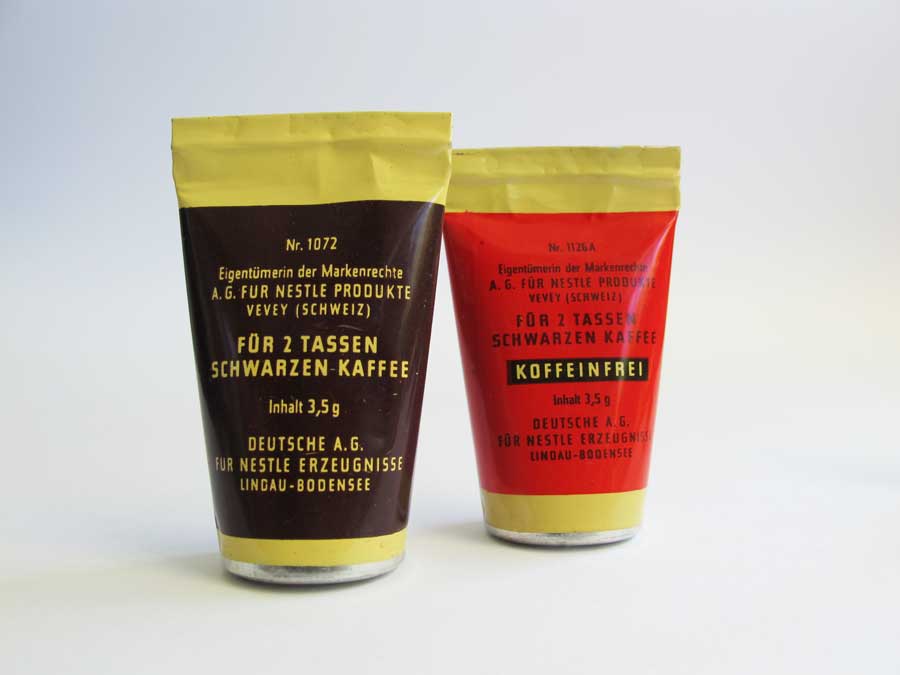 Nr. 1072
Eigentümerin der Markenrechte
A. G. FÜR NESTLE PRODUKTE
VEVEY (SCHWEIZ)
FÜR 2 TASSEN
SCHWARZEN KAFFEE
Inhalt 3,5 g
DEUTSCHE A. G.
FÜR NESTLE ERZEUGNISSE
LINDAU-BODENSEE
Nr. 1126A
Eigentümerin der Markenrechte
A. G. FÜR NESTLE PRODUKTE
VEVEY (SCHWEIZ)
FÜR 2 TASSEN
SCHWARZEN KAFFEE
KOFFEINFREI
Inhalt 3,5 g
DEUTSCHE A. G.
FÜR NESTLE ERZEUGNISSE
LINDAU-BODENSEE